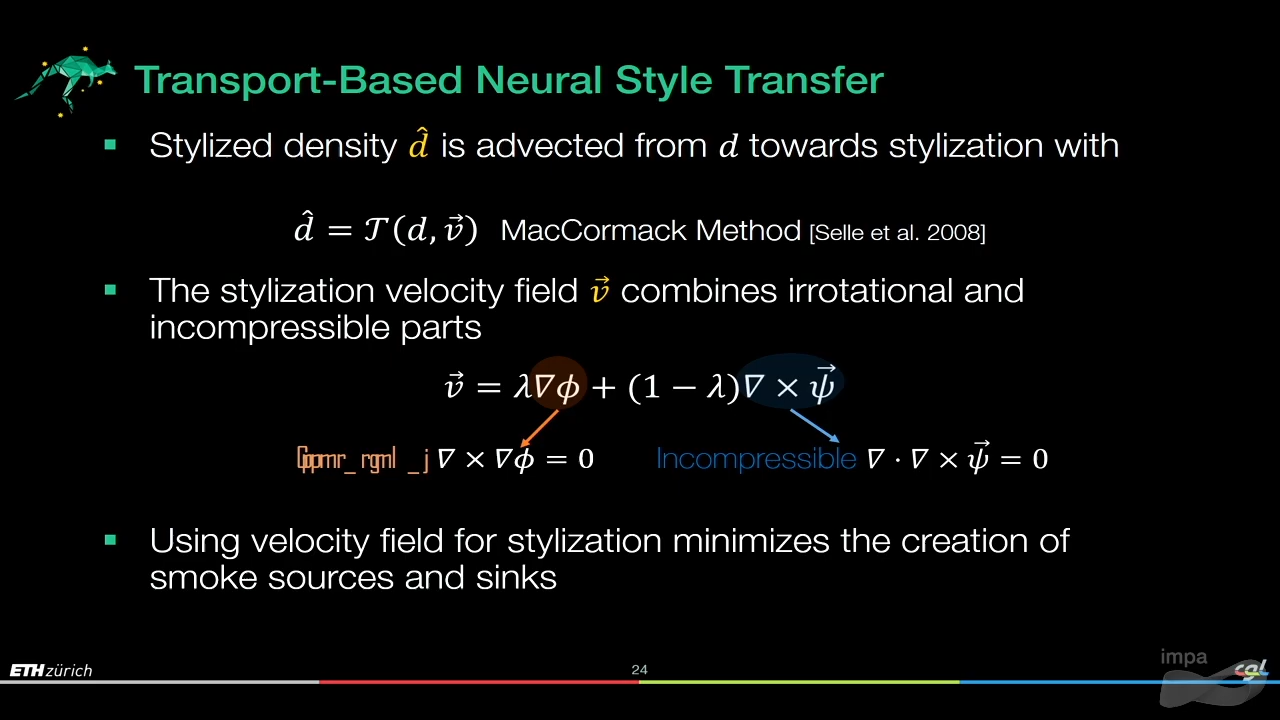 Transport-Based Neural Style Transfer
Stylized density d̂ is advected from d towards stylization with
d̂ = 𝒯(d, v⃗) MacCormack Method [Selle et al. 2008]
The stylization velocity field v⃗ combines irrotational and
incompressible parts
v⃗ = λ∇ϕ + (1 − λ)∇ × ψ⃗
∇ × ∇ϕ = 0 Incompressible ∇ · ∇ × ψ⃗ = 0
Using velocity field for stylization minimizes the creation of
smoke sources and sinks
ETH zürich
24
impa
cgl